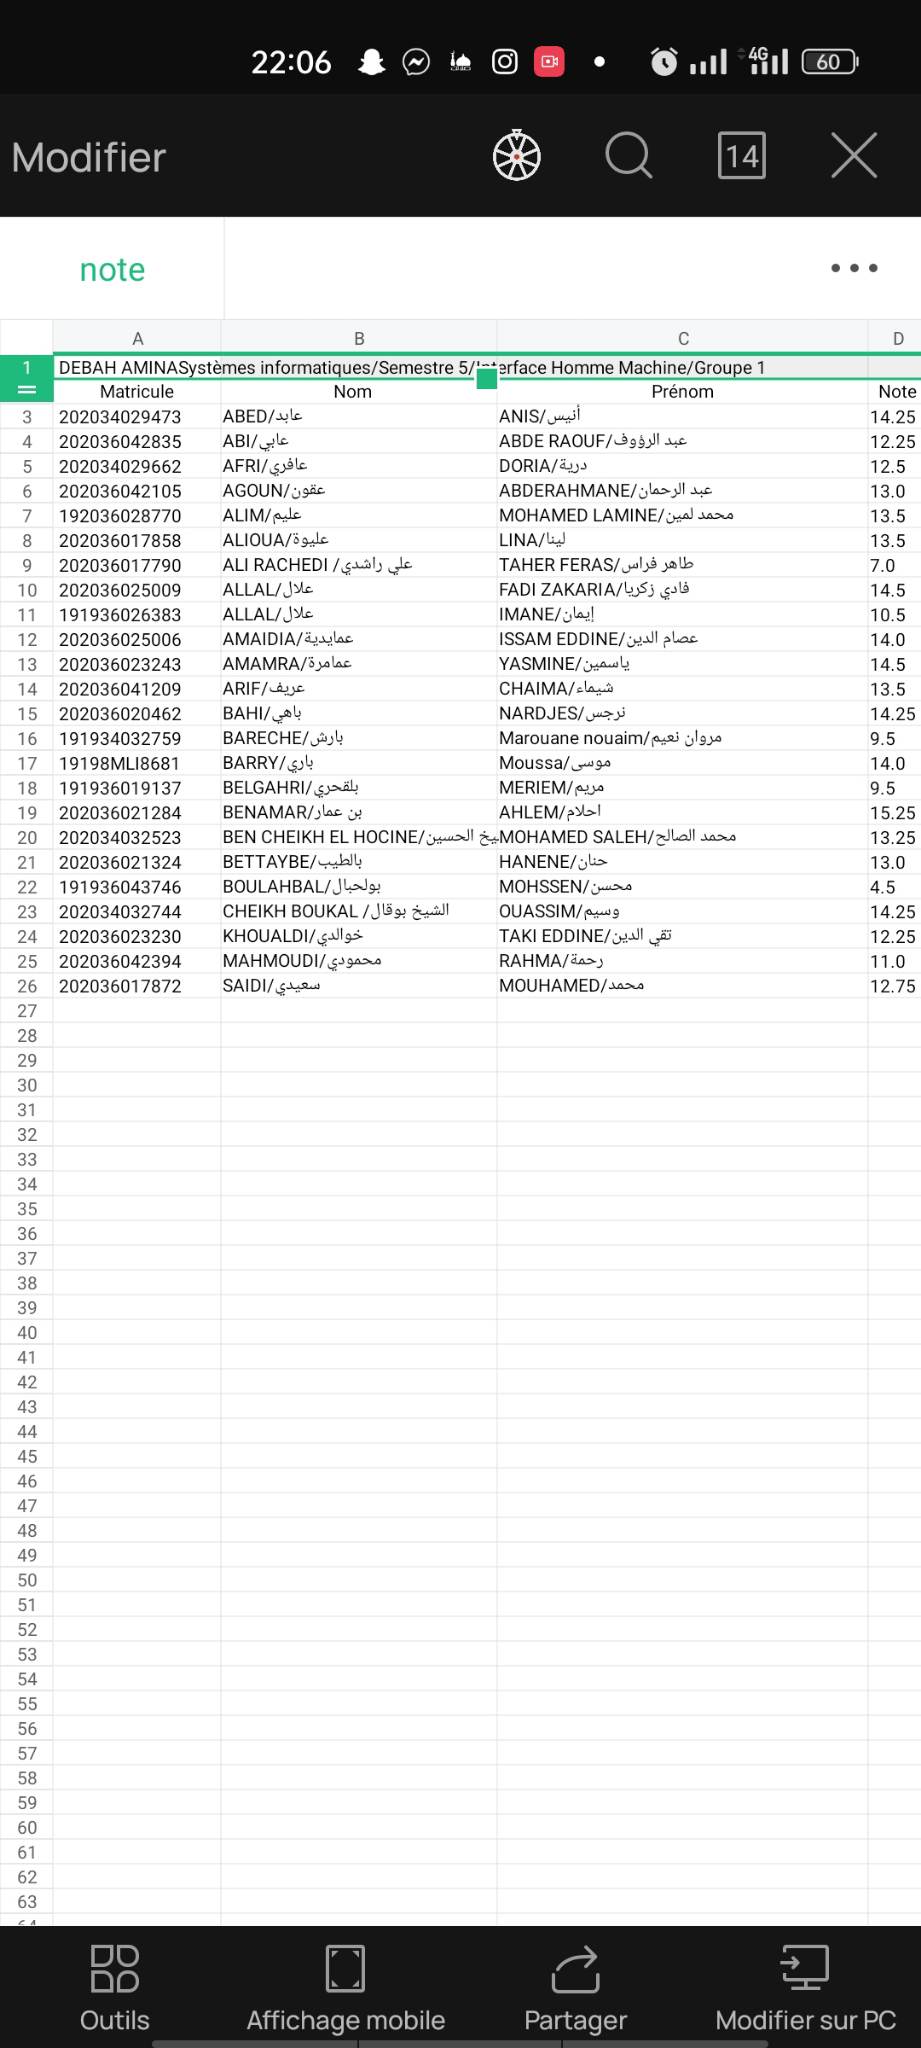 22:06 4G 60
Modifier 14
note
A B C D
1 DEBAH AMINASystèmes informatiques/Semestre 5/Interface Homme Machine/Groupe 1
Matricule Nom Prénom Note
3 202034029473 ABED/عابد ANIS/أنيس 14.25
4 202036042835 ABI/عابي ABDE RAOUF/عبد الرؤوف 12.25
5 202034029662 AFRI/عافري DORIA/درية 12.5
6 202036042105 AGOUN/عقون ABDERAHMANE/عبد الرحمان 13.0
7 192036028770 ALIM/عليم MOHAMED LAMINE/محمد لمين 13.5
8 202036017858 ALIOUA/عليوة LINA/لينا 13.5
9 202036017790 ALI RACHEDI /علي راشدي TAHER FERAS/طاهر فراس 7.0
10 202036025009 ALLAL/علال FADI ZAKARIA/فادي زكريا 14.5
11 191936026383 ALLAL/علال IMANE/إيمان 10.5
12 202036025006 AMAIDIA/عمايدية ISSAM EDDINE/عصام الدين 14.0
13 202036023243 AMAMRA/عمامرة YASMINE/ياسمين 14.5
14 202036041209 ARIF/عريف CHAIMA/شيماء 13.5
15 202036020462 BAHI/باهي NARDJES/نرجس 14.25
16 191934032759 BARECHE/بارش Marouane nouaim/مروان نعيم 9.5
17 19198MLI8681 BARRY/باري Moussa/موسى 14.0
18 191936019137 BELGAHRI/بلقحري MERIEM/مريم 9.5
19 202036021284 BENAMAR/بن عمار AHLEM/احلام 15.25
20 202034032523 BEN CHEIKH EL HOCINE/يخ الحسين MOHAMED SALEH/محمد الصالح 13.25
21 202036021324 BETTAYBE/بالطيب HANENE/حنان 13.0
22 191936043746 BOULAHBAL/بولحبال MOHSSEN/محسن 4.5
23 202034032744 CHEIKH BOUKAL /الشيخ بوقال OUASSIM/وسيم 14.25
24 202036023230 KHOUALDI/خوالدي TAKI EDDINE/تقي الدين 12.25
25 202036042394 MAHMOUDI/محمودي RAHMA/رحمة 11.0
26 202036017872 SAIDI/سعيدي MOUHAMED/محمد 12.75
27
28
29
30
31
32
33
34
35
36
37
38
39
40
41
42
43
44
45
46
47
48
49
50
51
52
53
54
55
56
57
58
59
60
61
62
63
Outils Affichage mobile Partager Modifier sur PC